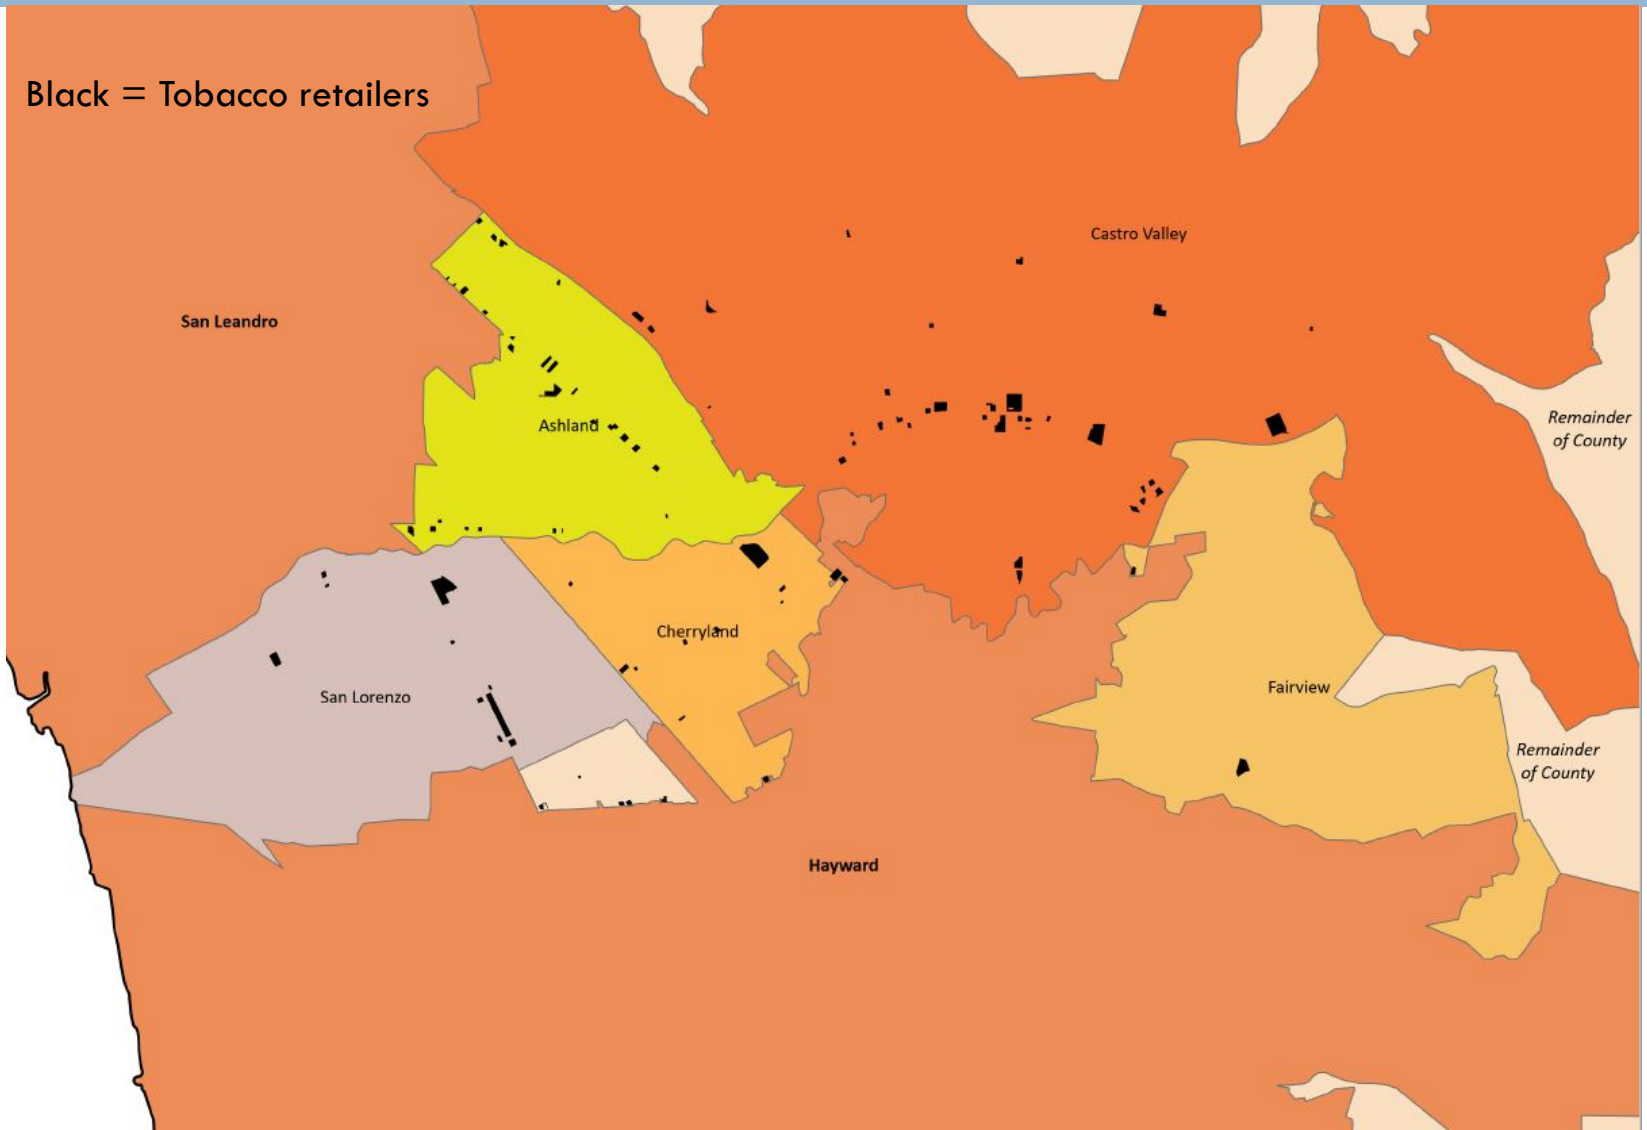 Black = Tobacco retailers
Castro Valley
San Leandro
Remainder
of County
Ashland
Cherryland
San Lorenzo
Fairview
Remainder
of County
Hayward